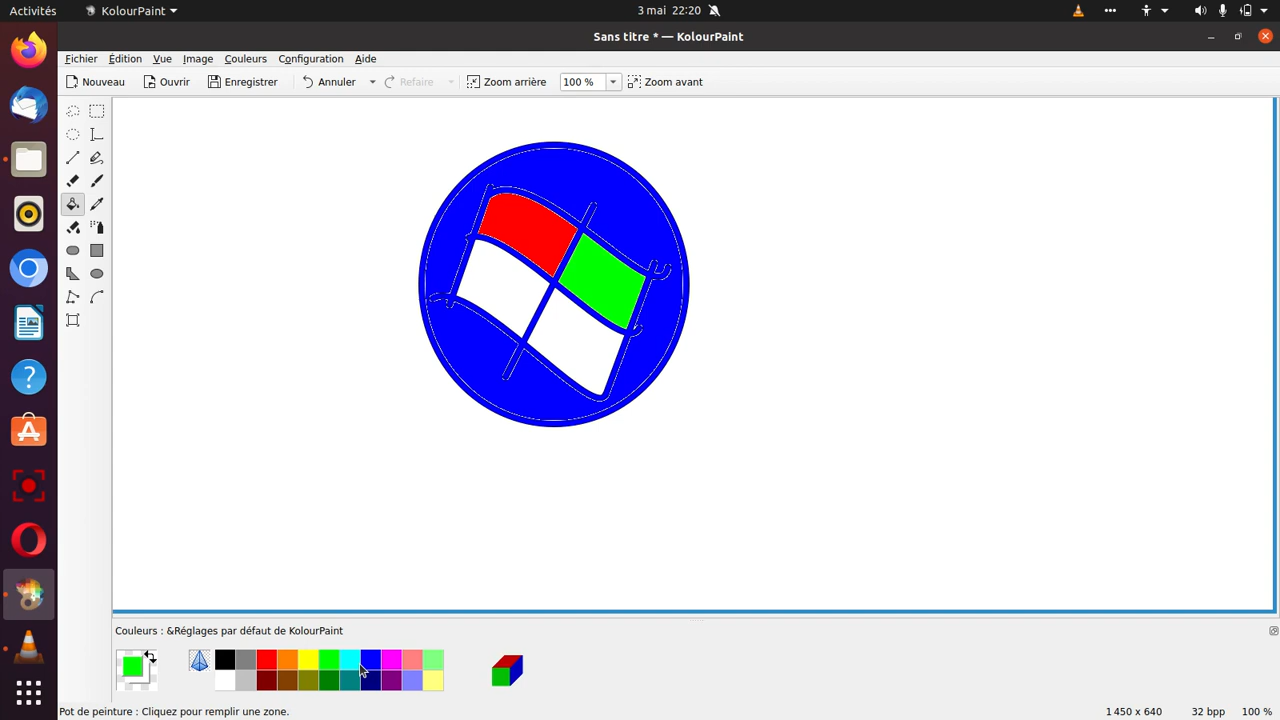 Activités KolourPaint 3 mai 22:20
Sans titre * — KolourPaint
Fichier Édition Vue Image Couleurs Configuration Aide
Nouveau Ouvrir Enregistrer Annuler Refaire Zoom arrière 100 % Zoom avant
Couleurs : &Réglages par défaut de KolourPaint
Pot de peinture : Cliquez pour remplir une zone. 1 450 x 640 32 bpp 100 %